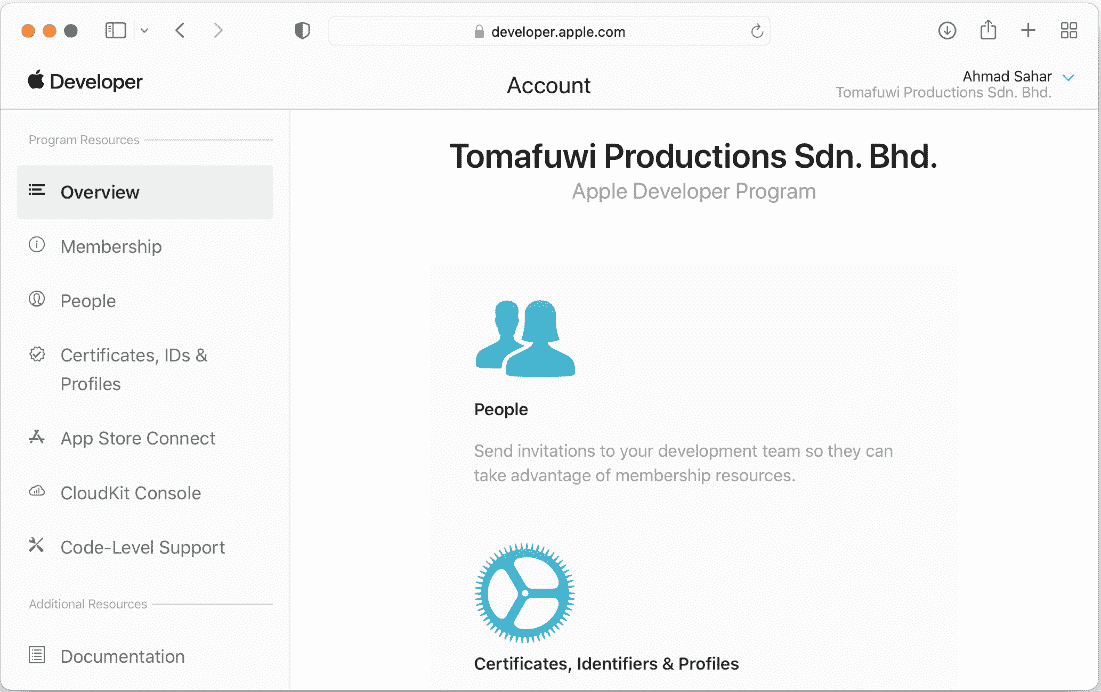 developer.apple.com
Developer
Account
Ahmad Sahar
Tomafuwi Productions Sdn. Bhd.
Program Resources
Overview
Membership
People
Certificates, IDs &
Profiles
App Store Connect
CloudKit Console
Code-Level Support
Additional Resources
Documentation
Tomafuwi Productions Sdn. Bhd.
Apple Developer Program
People
Send invitations to your development team so they can
take advantage of membership resources.
Certificates, Identifiers & Profiles